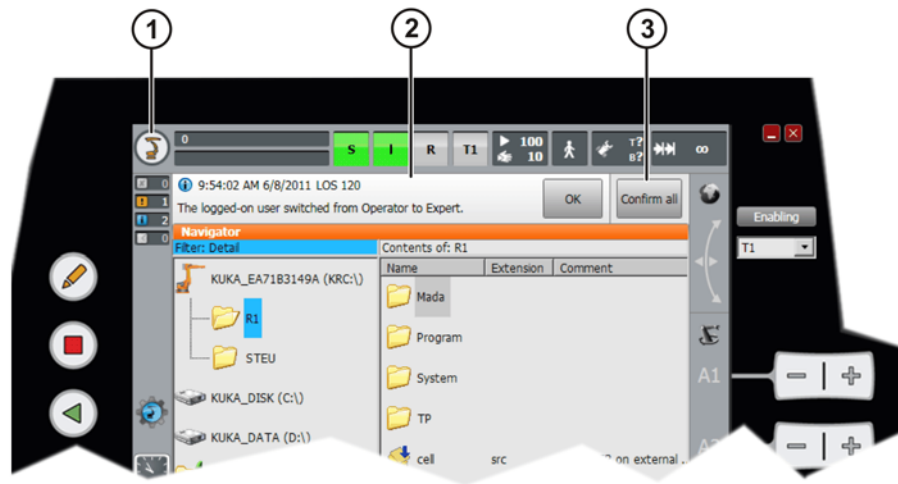 1
2
3
0
S
I
R
T1
100
10
T?
B?
∞
0
1
2
0
9:54:02 AM 6/8/2011 LOS 120
The logged-on user switched from Operator to Expert.
OK
Confirm all
Navigator
Filter: Detail
Contents of: R1
Name
Extension
Comment
KUKA_EA71B3149A (KRC:\)
R1
STEU
KUKA_DISK (C:\)
KUKA_DATA (D:\)
Mada
Program
System
TP
cell
src
on external
Enabling
T1
A1